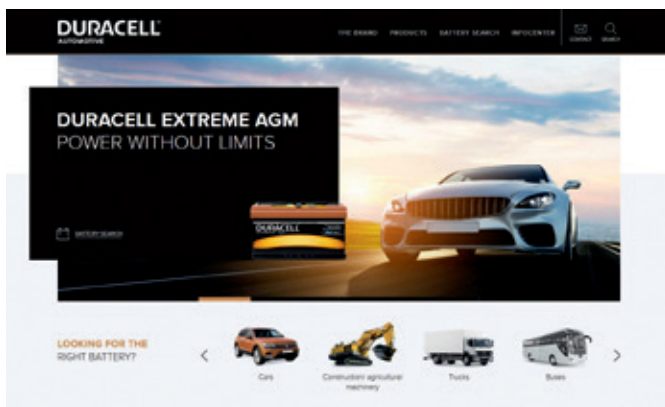 DURACELL
AUTOMOTIVE
THE BRAND PRODUCTS BATTERY SEARCH INFOCENTER CONTACT SEARCH
DURACELL EXTREME AGM
POWER WITHOUT LIMITS
BATTERY SEARCH
DURACELL
LOOKING FOR THE
RIGHT BATTERY?
Cars
Construction/ agricultural
machinery
Trucks
Buses